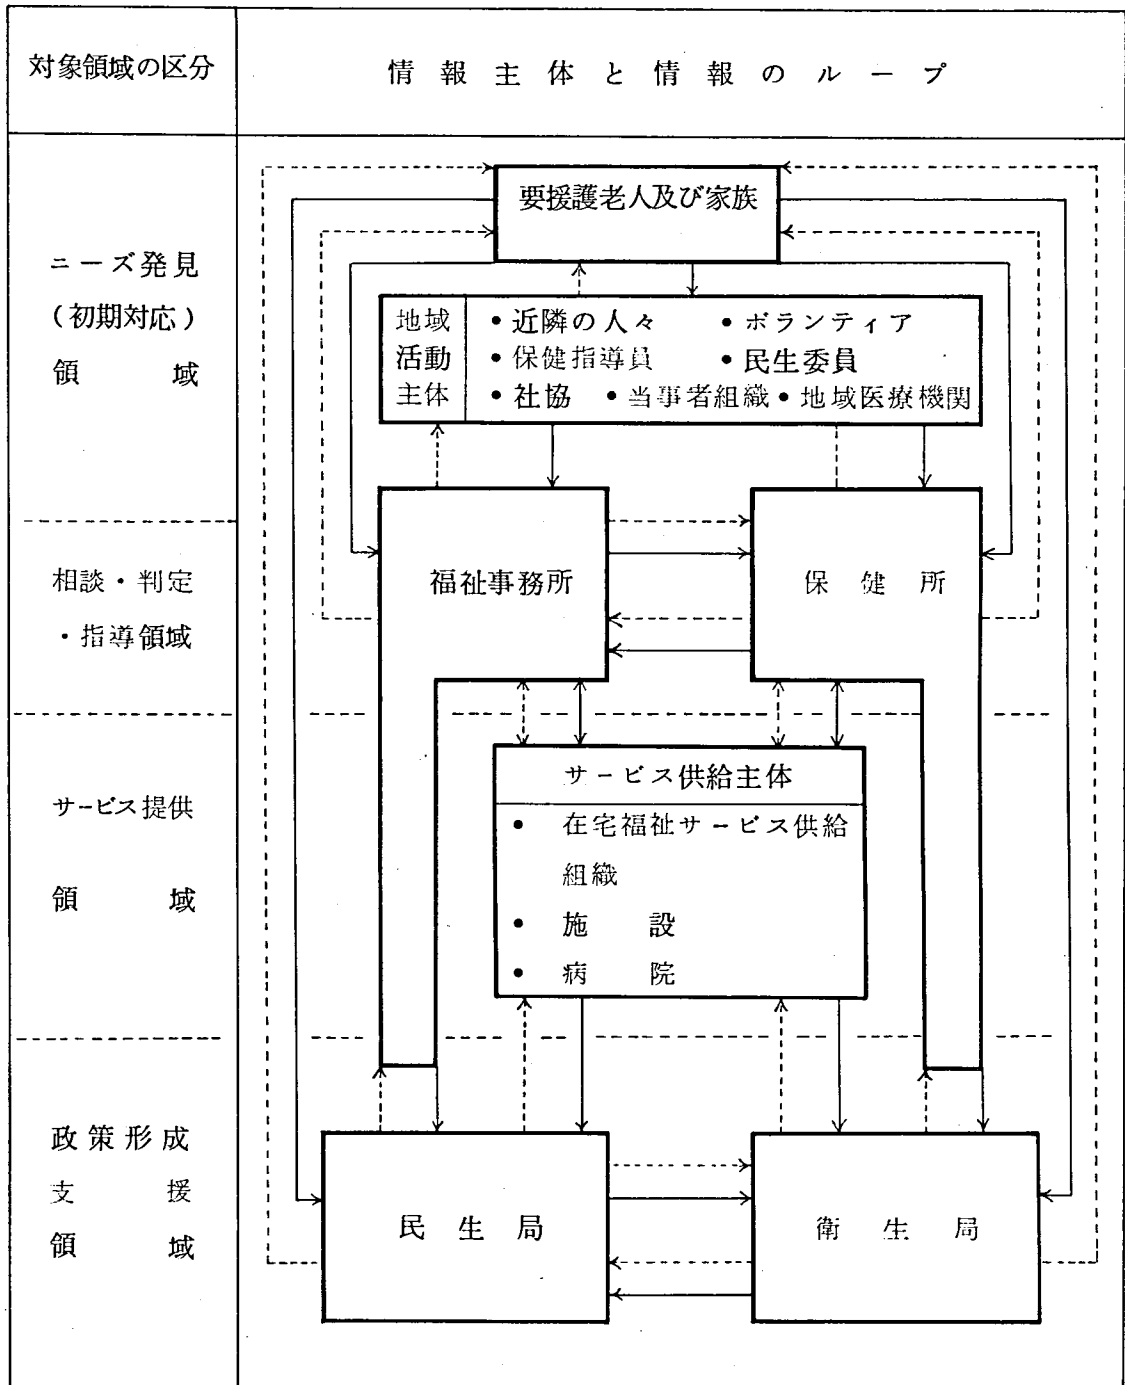 対象領域の区分
情報主体と情報のループ
ニーズ発見
(初期対応)
領域
要援護老人及び家族
地域
活動
主体
• 近隣の人々 • ボランティア
• 保健指導員 • 民生委員
• 社協 • 当事者組織 • 地域医療機関
相談・判定
・指導領域
福祉事務所
保健所
サービス提供
領域
サービス供給主体
• 在宅福祉サービス供給
組織
• 施設
• 病院
政策形成
支援
領域
民生局
衛生局